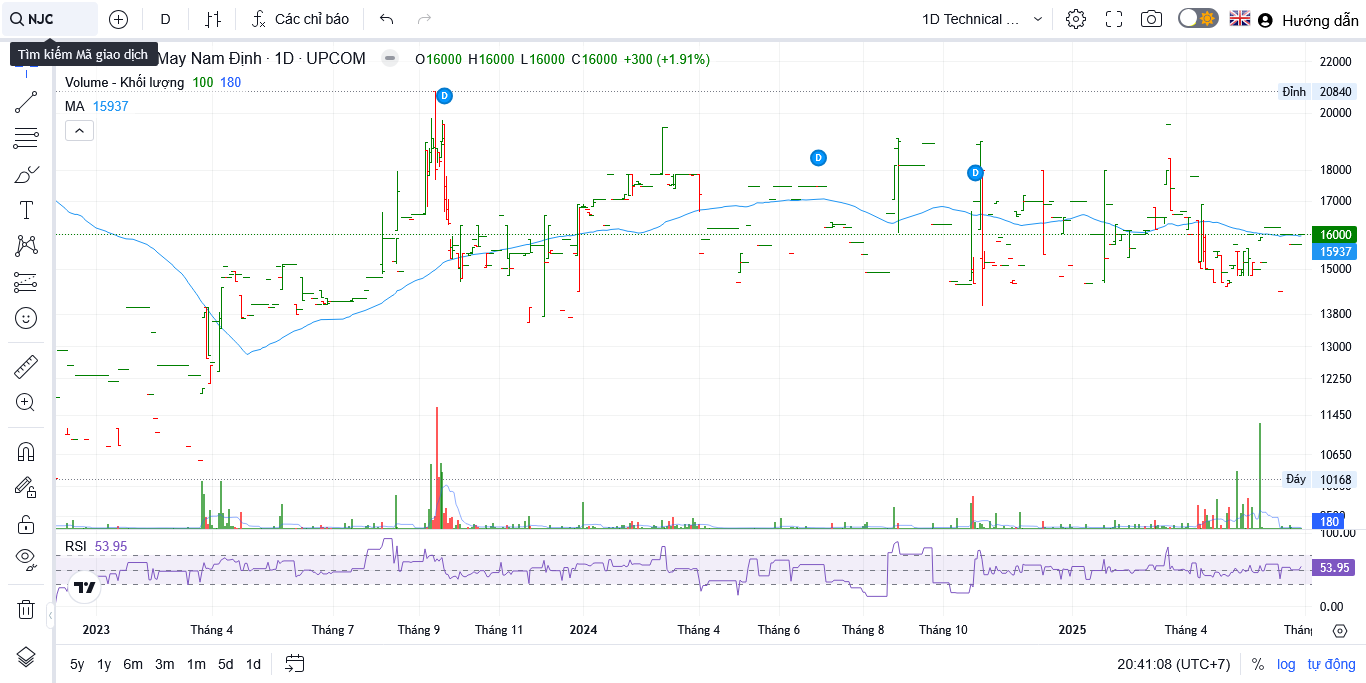 NJC
D
Các chỉ báo
1D Technical ...
Hướng dẫn
Tìm kiếm Mã giao dịch
May Nam Định · 1D · UPCOM
O16000 H16000 L16000 C16000 +300 (+1.91%)
Volume - Khối lượng 100 180
MA 15937
D
D
D
22000
Đỉnh 20840
20000
18000
17000
16000
15937
15000
13800
13000
12250
11450
10650
Đáy 10168
180
100.00
RSI 53.95
53.95
0.00
2023 Tháng 4 Tháng 7 Tháng 9 Tháng 11 2024 Tháng 4 Tháng 6 Tháng 8 Tháng 10 2025 Tháng 4 Thán
5y 1y 6m 3m 1m 5d 1d
20:41:08 (UTC+7) % log tự động